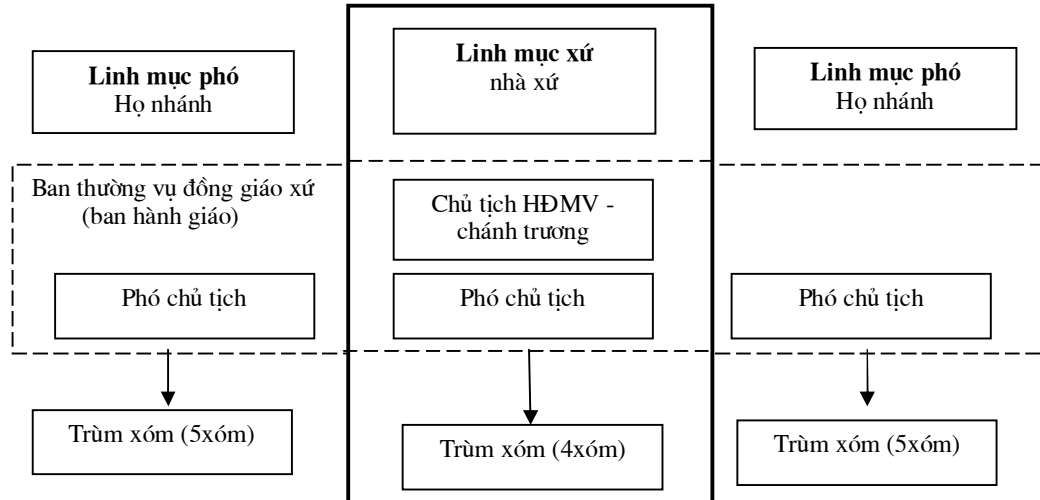 Linh mục phó
Họ nhánh
Linh mục xứ
nhà xứ
Linh mục phó
Họ nhánh
Ban thường vụ đồng giáo xứ
(ban hành giáo)
Chủ tịch HĐMV -
chánh trương
Phó chủ tịch
Phó chủ tịch
Phó chủ tịch
Trùm xóm (5xóm)
Trùm xóm (4xóm)
Trùm xóm (5xóm)